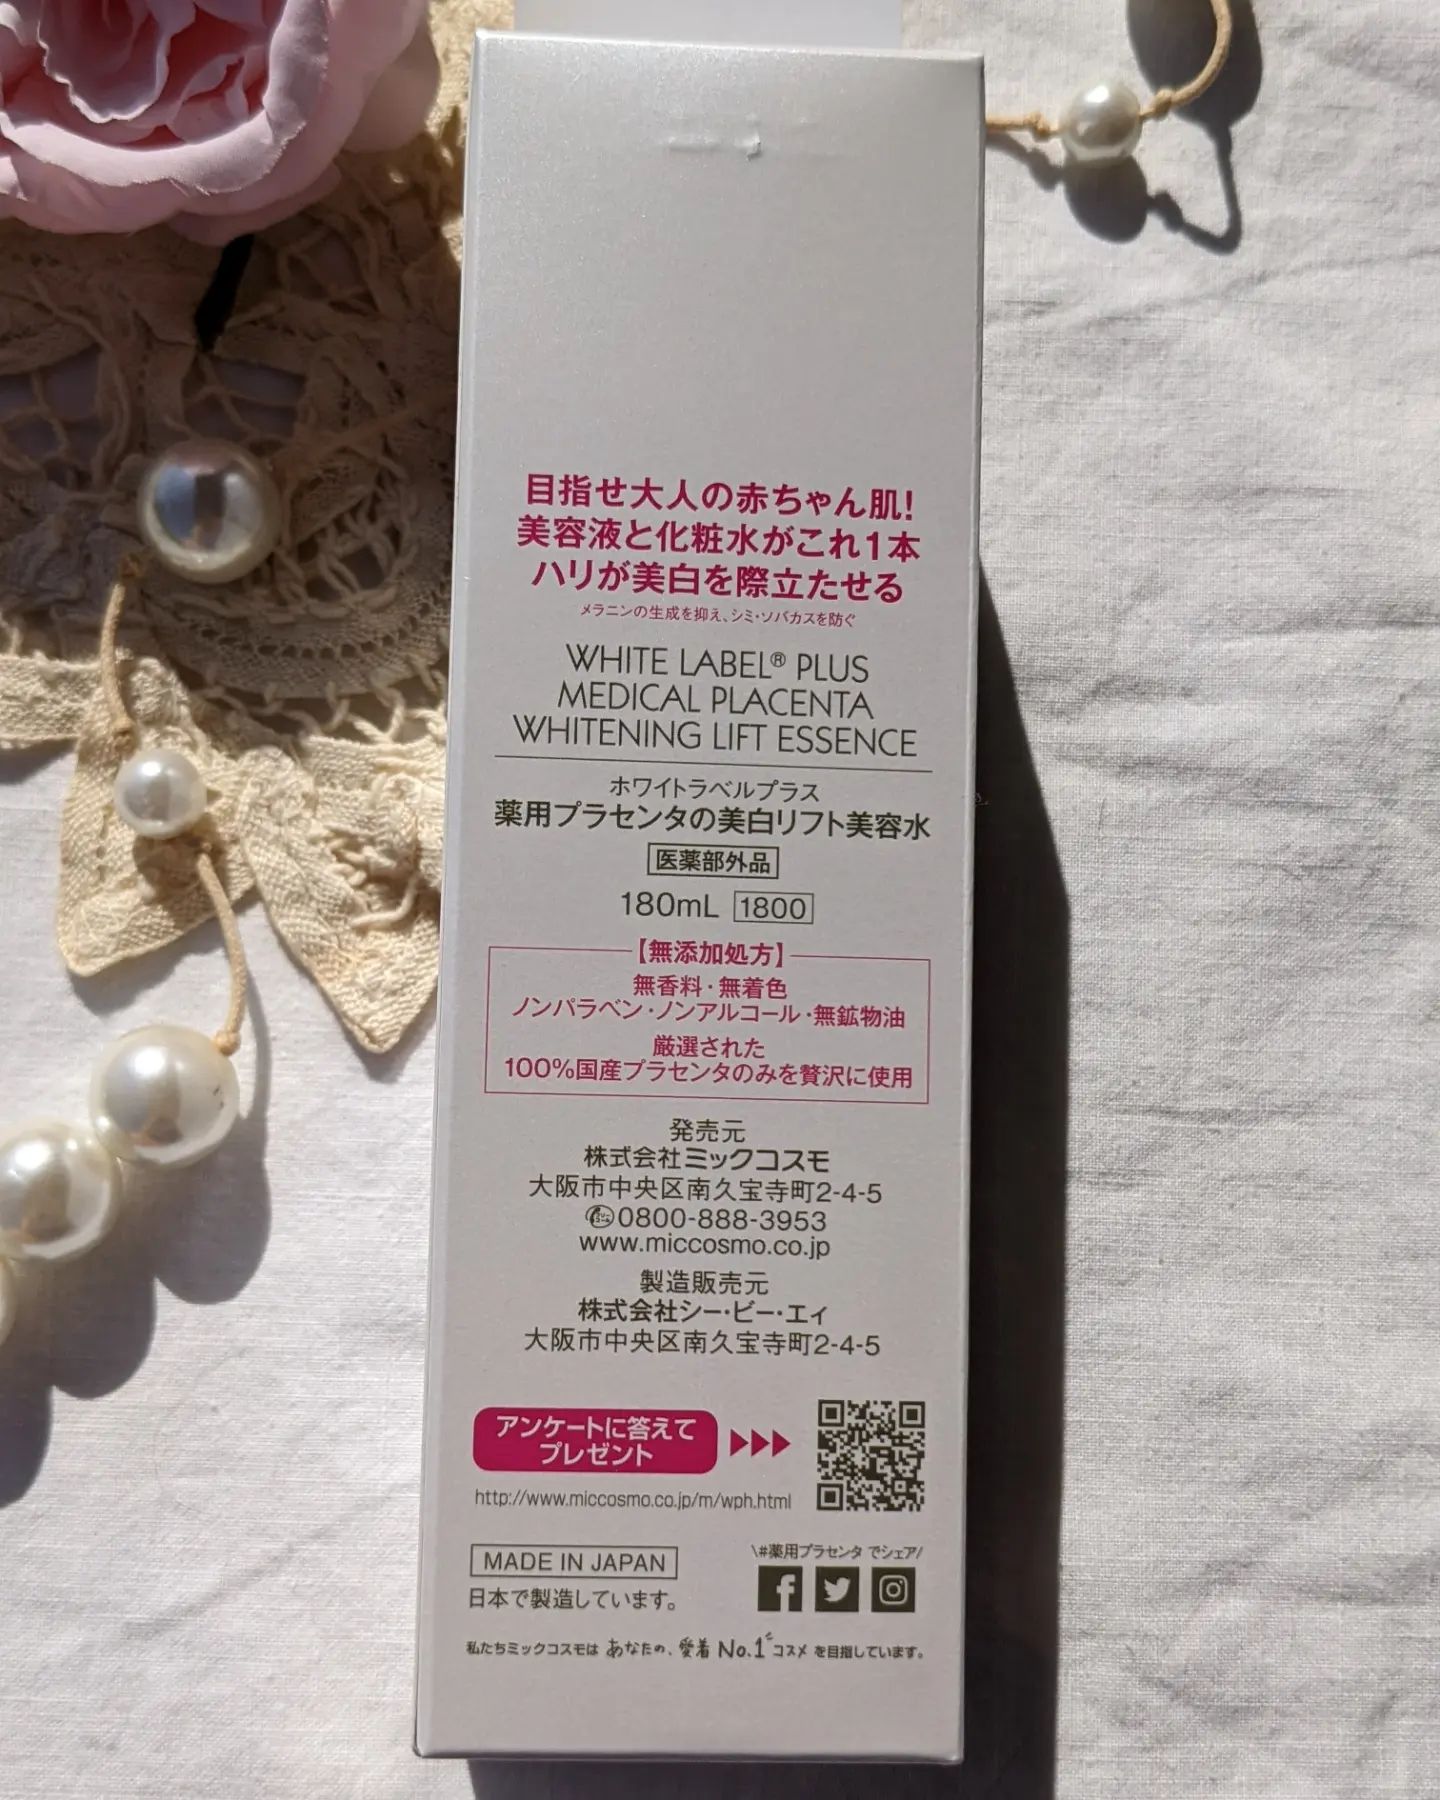 目指せ大人の赤ちゃん肌!
美容液と化粧水がこれ1本
ハリが美白を際立たせる
メラニンの生成を抑え、シミ・ソバカスを防ぐ
WHITE LABEL® PLUS
MEDICAL PLACENTA
WHITENING LIFT ESSENCE
ホワイトラベルプラス
薬用プラセンタの美白リフト美容水
医薬部外品
180mL 1800
【無添加処方】
無香料・無着色
ノンパラベン・ノンアルコール・無鉱物油
厳選された
100%国産プラセンタのみを贅沢に使用
発売元
株式会社ミックコスモ
大阪市中央区南久宝寺町2-4-5
0800-888-3953
www.miccosmo.co.jp
製造販売元
株式会社シー・ビー・エィ
大阪市中央区南久宝寺町2-4-5
アンケートに答えて
プレゼント
http://www.miccosmo.co.jp/m/wph.html
MADE IN JAPAN
日本で製造しています。
\#薬用プラセンタ でシェア/
私たちミックコスモは あなたの、愛着 No.1 コスメ を目指しています。